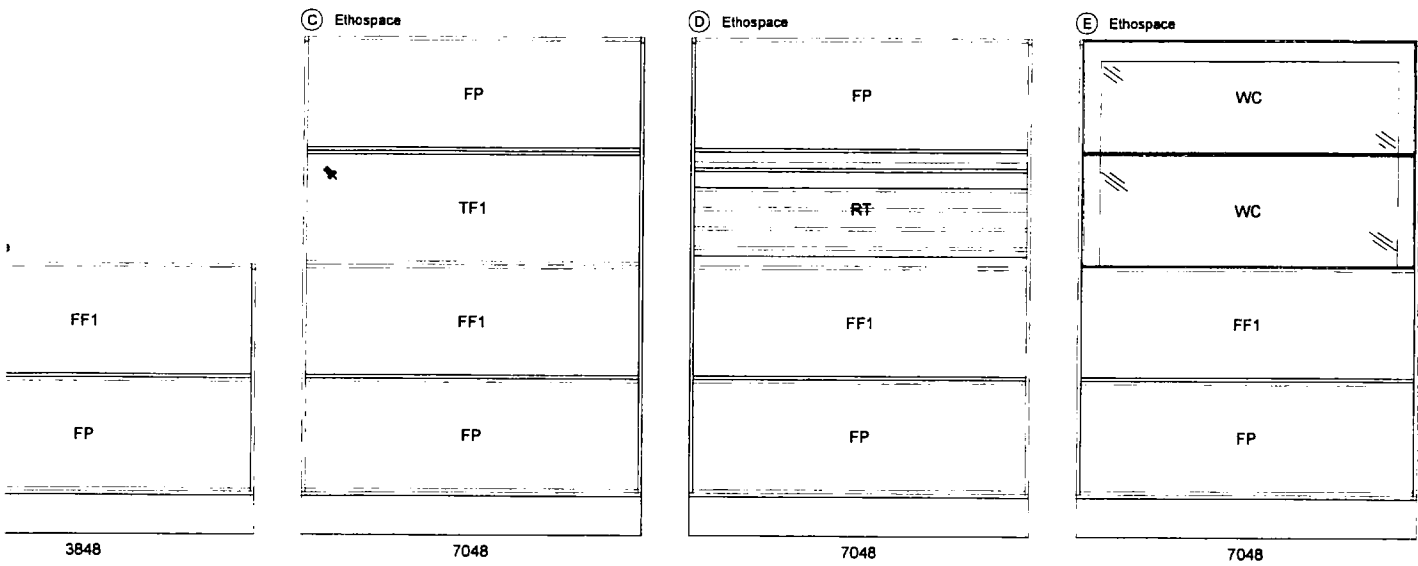 C Ethospace
D Ethospace
E Ethospace
FP
FP
WC
TF1
RT
WC
FF1
FF1
FF1
FF1
FP
FP
FP
FP
3848
7048
7048
7048